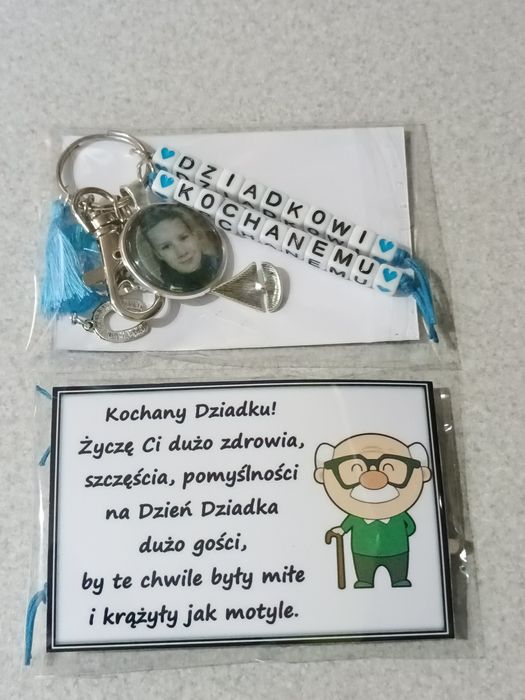 DZIADKOWI
KOCHANEMU
Kochany Dziadku!
Życzę Ci dużo zdrowia,
szczęścia, pomyślności
na Dzień Dziadka
dużo gości,
by te chwile były miłe
i krążyły jak motyle.